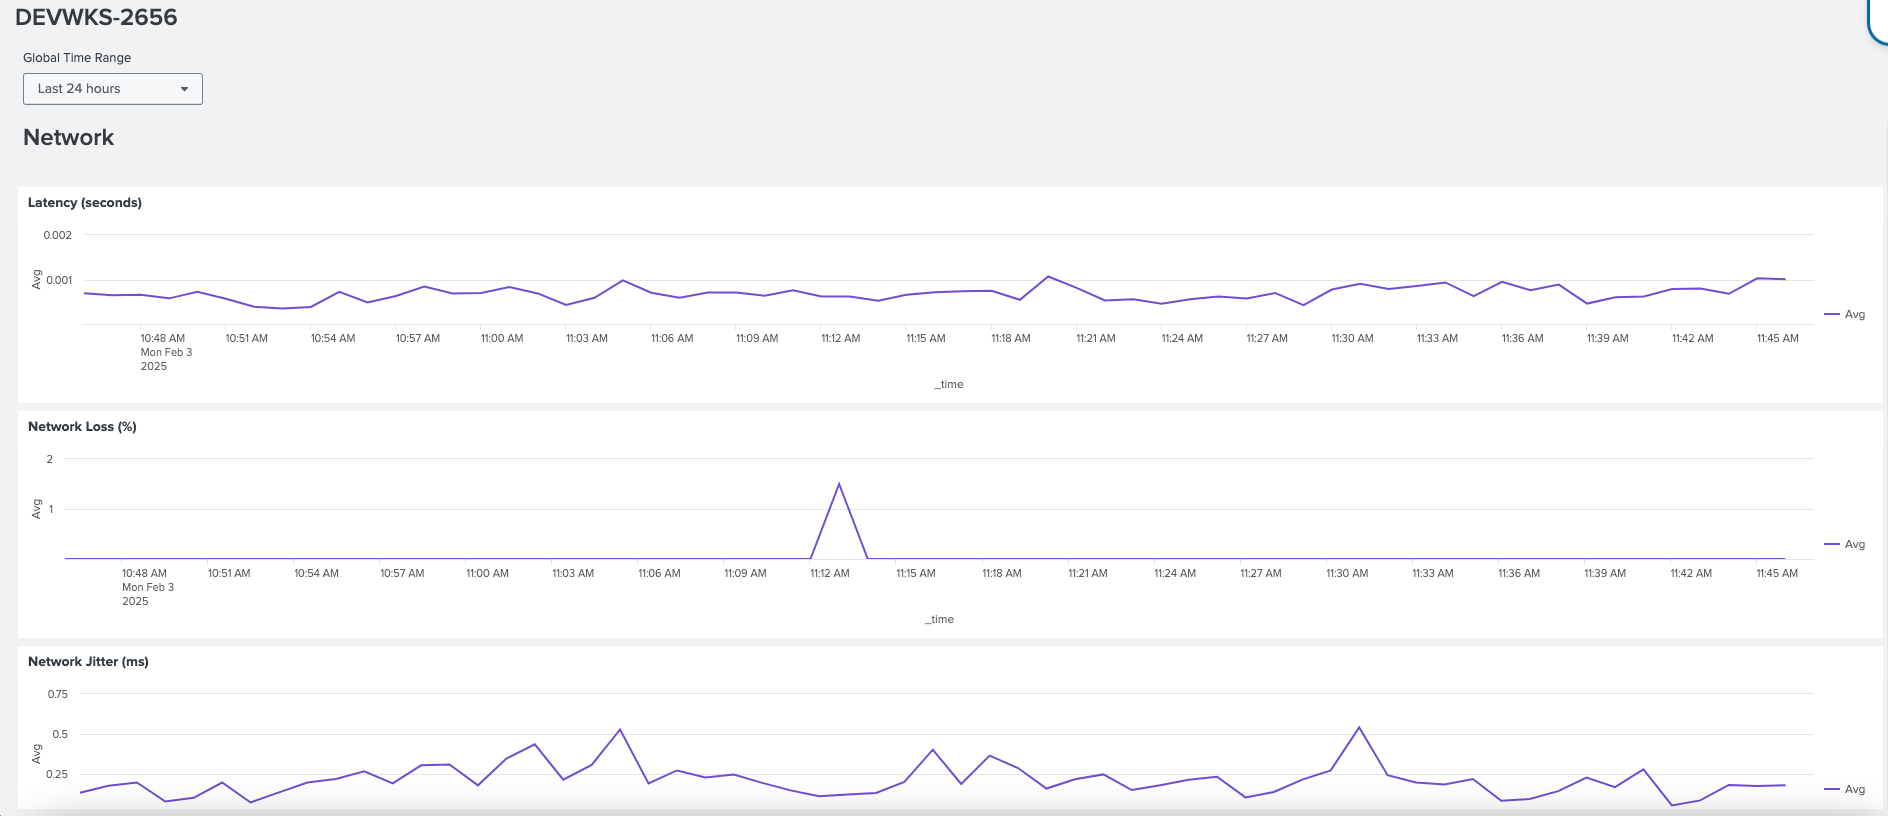 DEVWKS-2656
Global Time Range
Last 24 hours
Network
Latency (seconds)
0.002
0.001
Avg
10:48 AM 10:51 AM 10:54 AM 10:57 AM 11:00 AM 11:03 AM 11:06 AM 11:09 AM 11:12 AM 11:15 AM 11:18 AM 11:21 AM 11:24 AM 11:27 AM 11:30 AM 11:33 AM 11:36 AM 11:39 AM 11:42 AM 11:45 AM
Mon Feb 3
2025
_time
Avg
Network Loss (%)
2
1
Avg
10:48 AM 10:51 AM 10:54 AM 10:57 AM 11:00 AM 11:03 AM 11:06 AM 11:09 AM 11:12 AM 11:15 AM 11:18 AM 11:21 AM 11:24 AM 11:27 AM 11:30 AM 11:33 AM 11:36 AM 11:39 AM 11:42 AM 11:45 AM
Mon Feb 3
2025
_time
Avg
Network Jitter (ms)
0.75
0.5
0.25
Avg
Avg